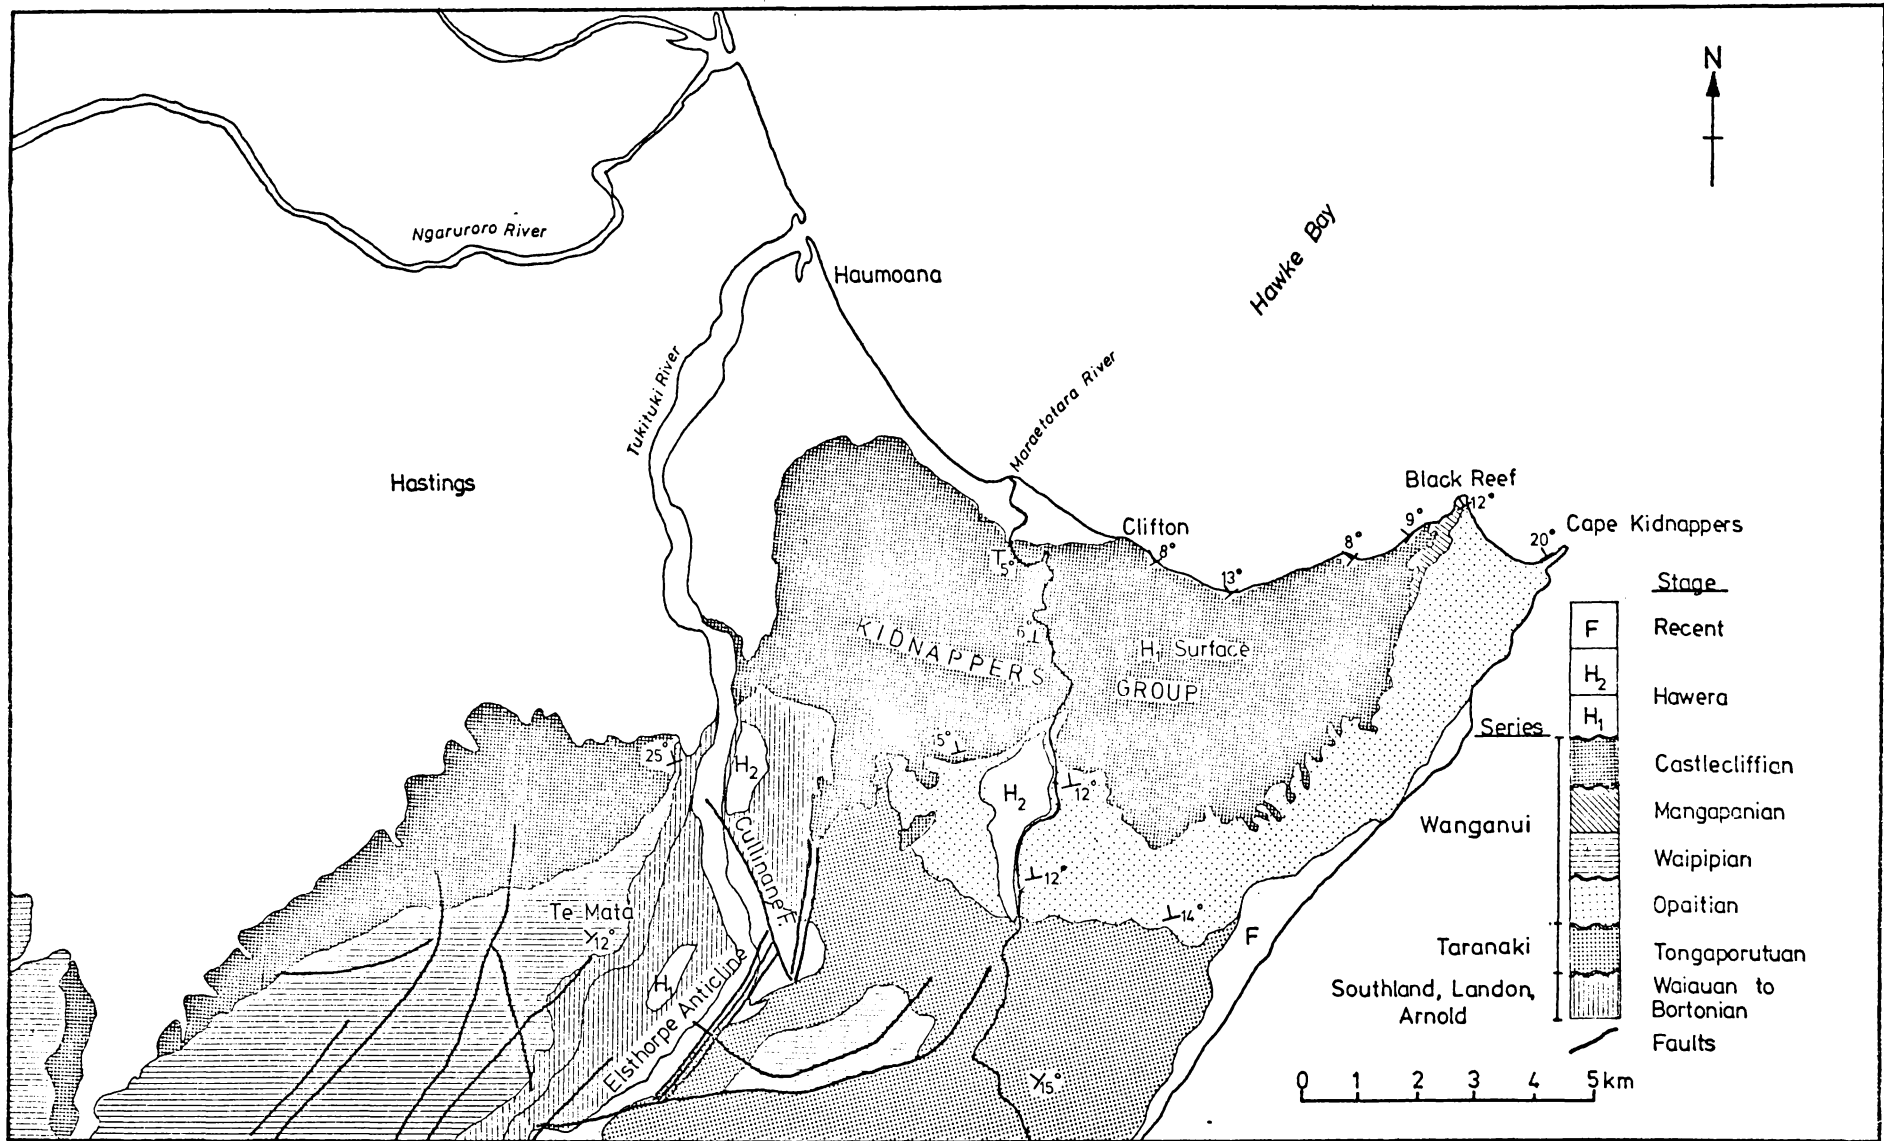 N
Ngaruroro River
Haumoana
Hawke Bay
Tukituki River
Maraetotara River
Hastings
Black Reef
12°
Clifton
9°
Cape Kidnappers
8°
8°
20°
5°
13°
Stage
F
Recent
6°
KIDNAPPERS
H₁ Surface
GROUP
H₂
Hawera
H₁
Series
25°
H₂
5°
H₂
12°
Castlecliffian
Mangapanian
Wanganui
Waipipian
Cullinane F.
12°
Opoitian
Te Mata
12°
14°
F
Taranaki
Tongaporutuan
H₁
Elsthorpe Anticline
Southland, Landon,
Arnold
Waiauan to
Bortonian
Faults
15°
0 1 2 3 4 5 km